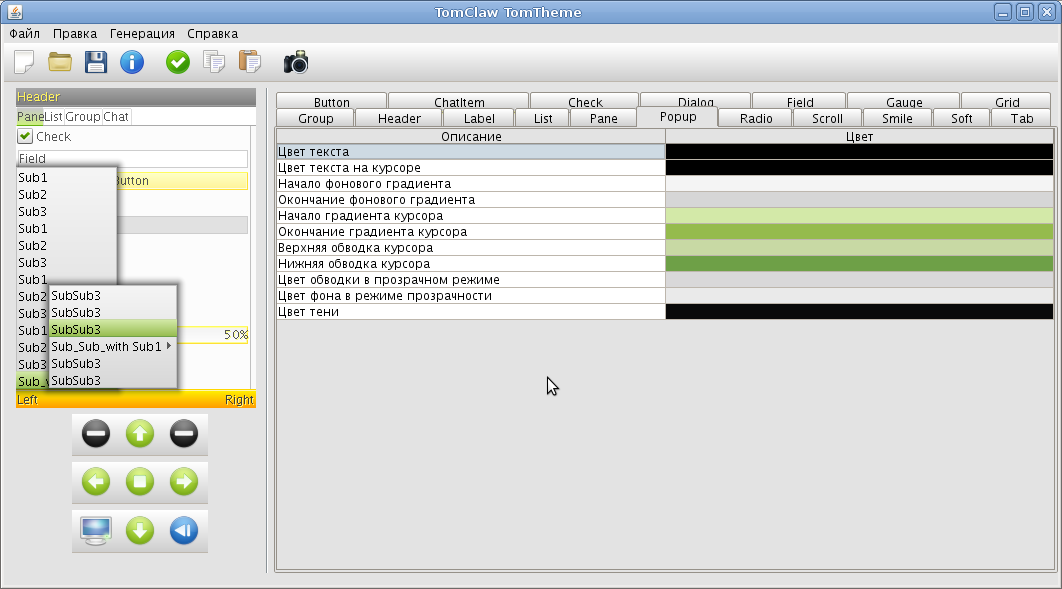 TomClaw TomTheme
Файл Правка Генерация Справка
Header
Pane List Group Chat
Check
Field
Button
Sub1
Sub2
Sub3
Sub1
Sub2
Sub3
Sub1
Sub2
Sub3
Sub1
Sub2
Sub3
Sub_
SubSub3
SubSub3
SubSub3
Sub_Sub_with Sub1
SubSub3
SubSub3
50%
Left Right
Button ChatItem Check Dialog Field Gauge Grid
Group Header Label List Pane Popup Radio Scroll Smile Soft Tab
Описание Цвет
Цвет текста
Цвет текста на курсоре
Начало фонового градиента
Окончание фонового градиента
Начало градиента курсора
Окончание градиента курсора
Верхняя обводка курсора
Нижняя обводка курсора
Цвет обводки в прозрачном режиме
Цвет фона в режиме прозрачности
Цвет тени